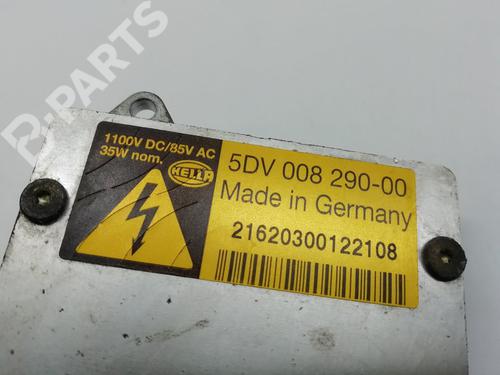 B-PARTS
1100V DC/85V AC
35W nom.
HELLA
5DV 008 290-00
Made in Germany
21620300122108